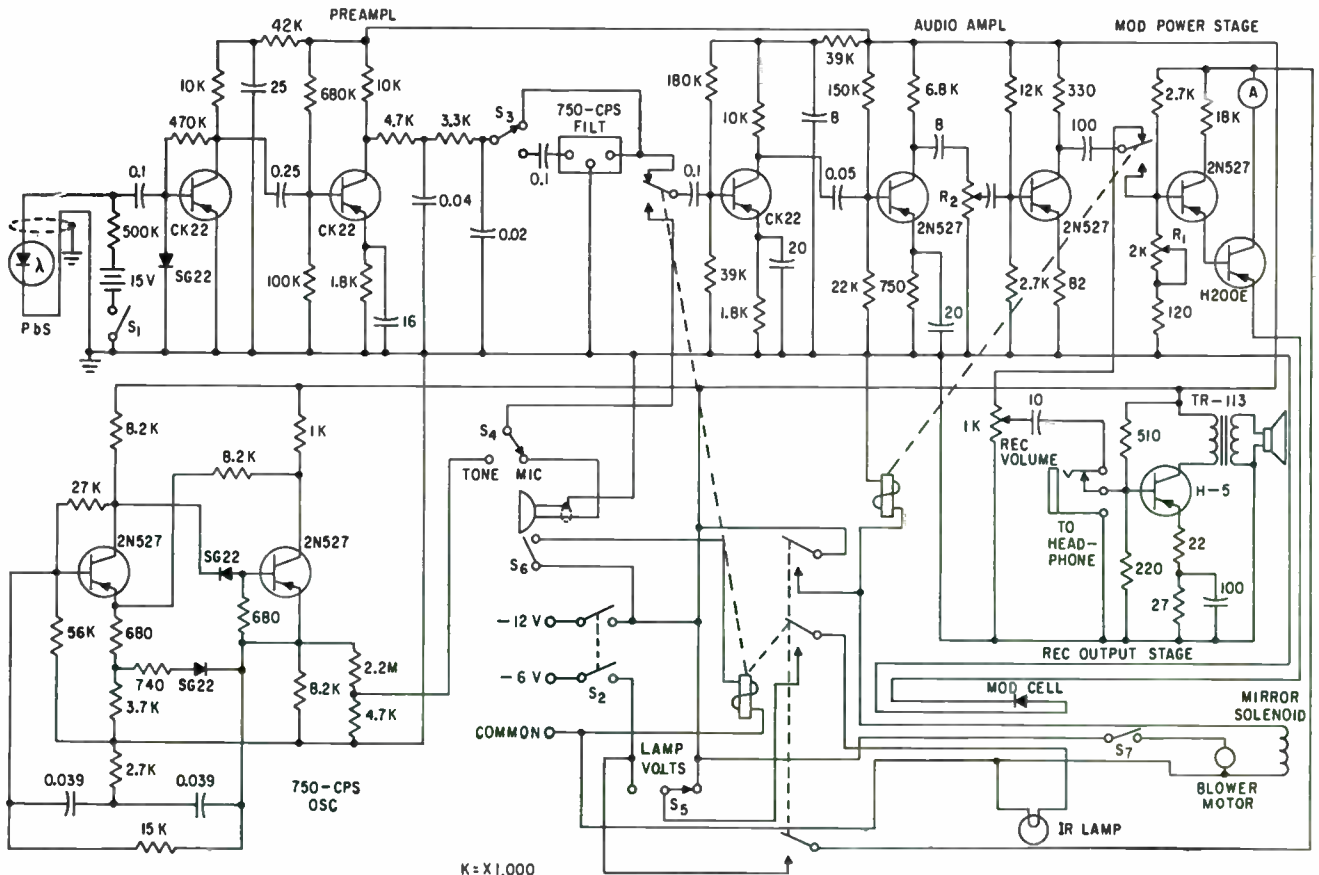 PREAMPL
AUDIO AMPL
MOD POWER STAGE
42K
39K
10K
25
680K
10K
180K
10K
8
150K
6.8K
8
12K
330
100
2.7K
18K
A
470K
4.7K
3.3K
S3
750-CPS
FILT
0.1
0.1
0.25
0.04
0.1
0.05
R2
2N527
CK22
CK22
CK22
2N527
2N527
R1
2K
H200E
500K
λ
15V
SG22
0.02
20
PbS
S1
100K
1.8K
16
39K
1.8K
22K
750
20
2.7K
82
120
8.2K
1K
8.2K
27K
S4
TONE
MIC
10
1K
REC
VOLUME
510
TR-113
H-5
2N527
SG22
2N527
S6
TO
HEAD-
PHONE
22
220
27
100
680
56K
680
740
SG22
3.7K
8.2K
2.2M
4.7K
-12V
-6V
S2
COMMON
REC OUTPUT STAGE
MOD CELL
MIRROR
SOLENOID
2.7K
0.039
0.039
750-CPS
OSC
LAMP
VOLTS
S5
S7
BLOWER
MOTOR
15K
IR LAMP
K=X1,000